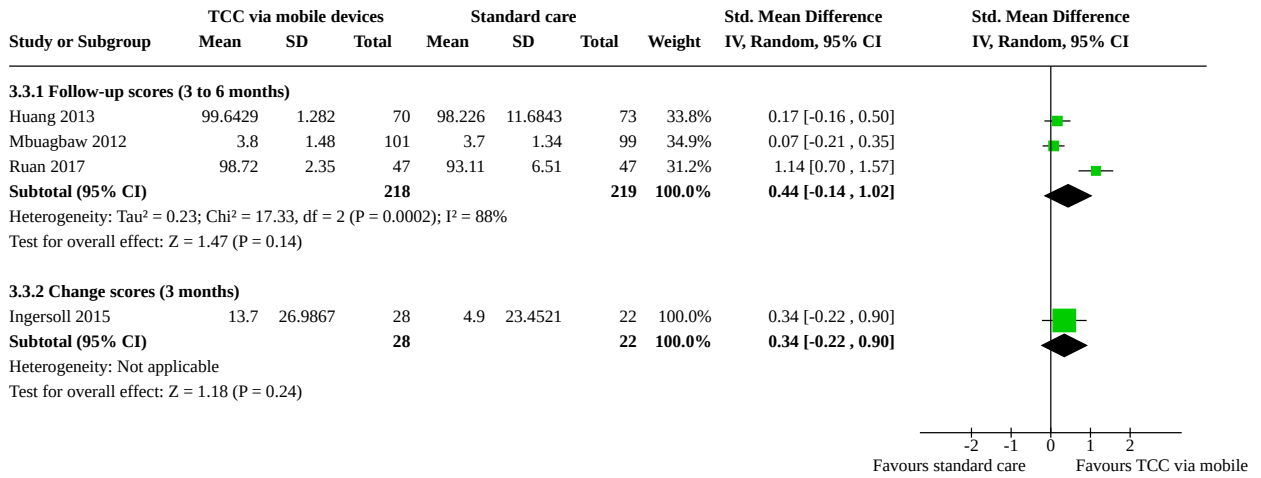 TCC via mobile devices Standard care Std. Mean Difference Std. Mean Difference
Study or Subgroup Mean SD Total Mean SD Total Weight IV, Random, 95% CI IV, Random, 95% CI
3.3.1 Follow-up scores (3 to 6 months)
Huang 2013 99.6429 1.282 70 98.226 11.6843 73 33.8% 0.17 [-0.16 , 0.50]
Mbuagbaw 2012 3.8 1.48 101 3.7 1.34 99 34.9% 0.07 [-0.21 , 0.35]
Ruan 2017 98.72 2.35 47 93.11 6.51 47 31.2% 1.14 [0.70 , 1.57]
Subtotal (95% CI) 218 219 100.0% 0.44 [-0.14 , 1.02]
Heterogeneity: Tau² = 0.23; Chi² = 17.33, df = 2 (P = 0.0002); I² = 88%
Test for overall effect: Z = 1.47 (P = 0.14)
3.3.2 Change scores (3 months)
Ingersoll 2015 13.7 26.9867 28 4.9 23.4521 22 100.0% 0.34 [-0.22 , 0.90]
Subtotal (95% CI) 28 22 100.0% 0.34 [-0.22 , 0.90]
Heterogeneity: Not applicable
Test for overall effect: Z = 1.18 (P = 0.24)
-2 -1 0 1 2
Favours standard care Favours TCC via mobile